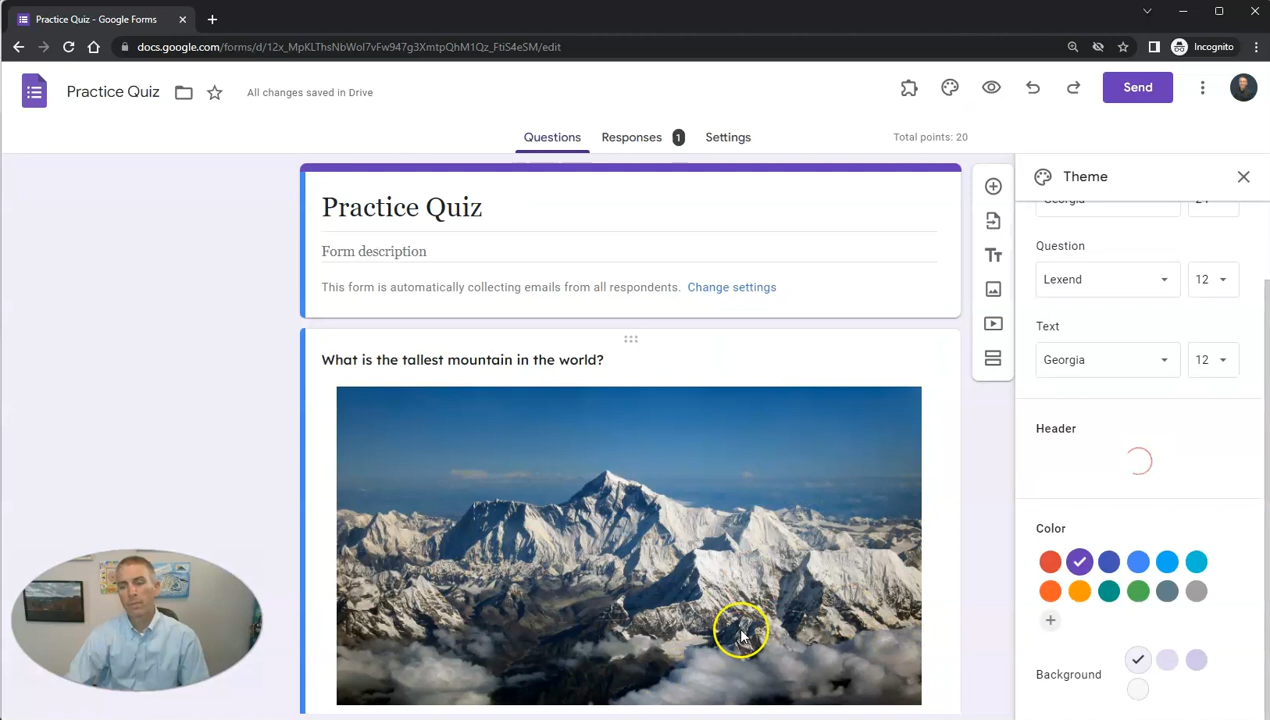 Practice Quiz - Google Forms
docs.google.com/forms/d/12x_MpKLThsNbWol7vFw947g3XmtpQhM1Qz_FtiS4eSM/edit
Incognito
Practice Quiz
All changes saved in Drive
Send
Questions
Responses 1
Settings
Total points: 20
Theme
Practice Quiz
Form description
This form is automatically collecting emails from all respondents. Change settings
What is the tallest mountain in the world?
Georgia 24
Question
Lexend 12
Text
Georgia 12
Header
Color
Background